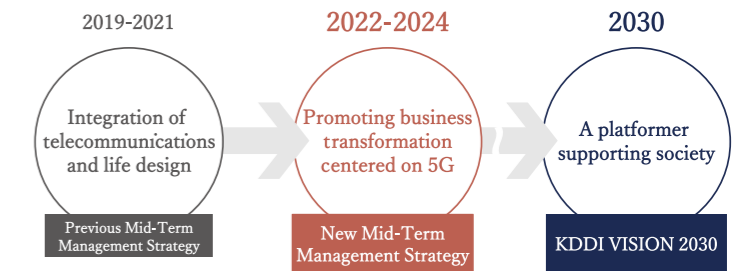 2019-2021
Integration of
telecommunications
and life design
Previous Mid-Term
Management Strategy
2022-2024
Promoting business
transformation
centered on 5G
New Mid-Term
Management Strategy
2030
A platformer
supporting society
KDDI VISION 2030